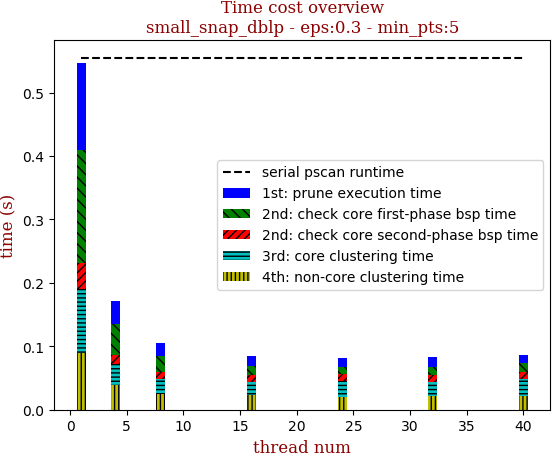 Time cost overview
small_snap_dblp - eps:0.3 - min_pts:5
time (s)
0.5
0.4
0.3
0.2
0.1
0.0
serial pscan runtime
1st: prune execution time
2nd: check core first-phase bsp time
2nd: check core second-phase bsp time
3rd: core clustering time
4th: non-core clustering time
0 5 10 15 20 25 30 35 40
thread num